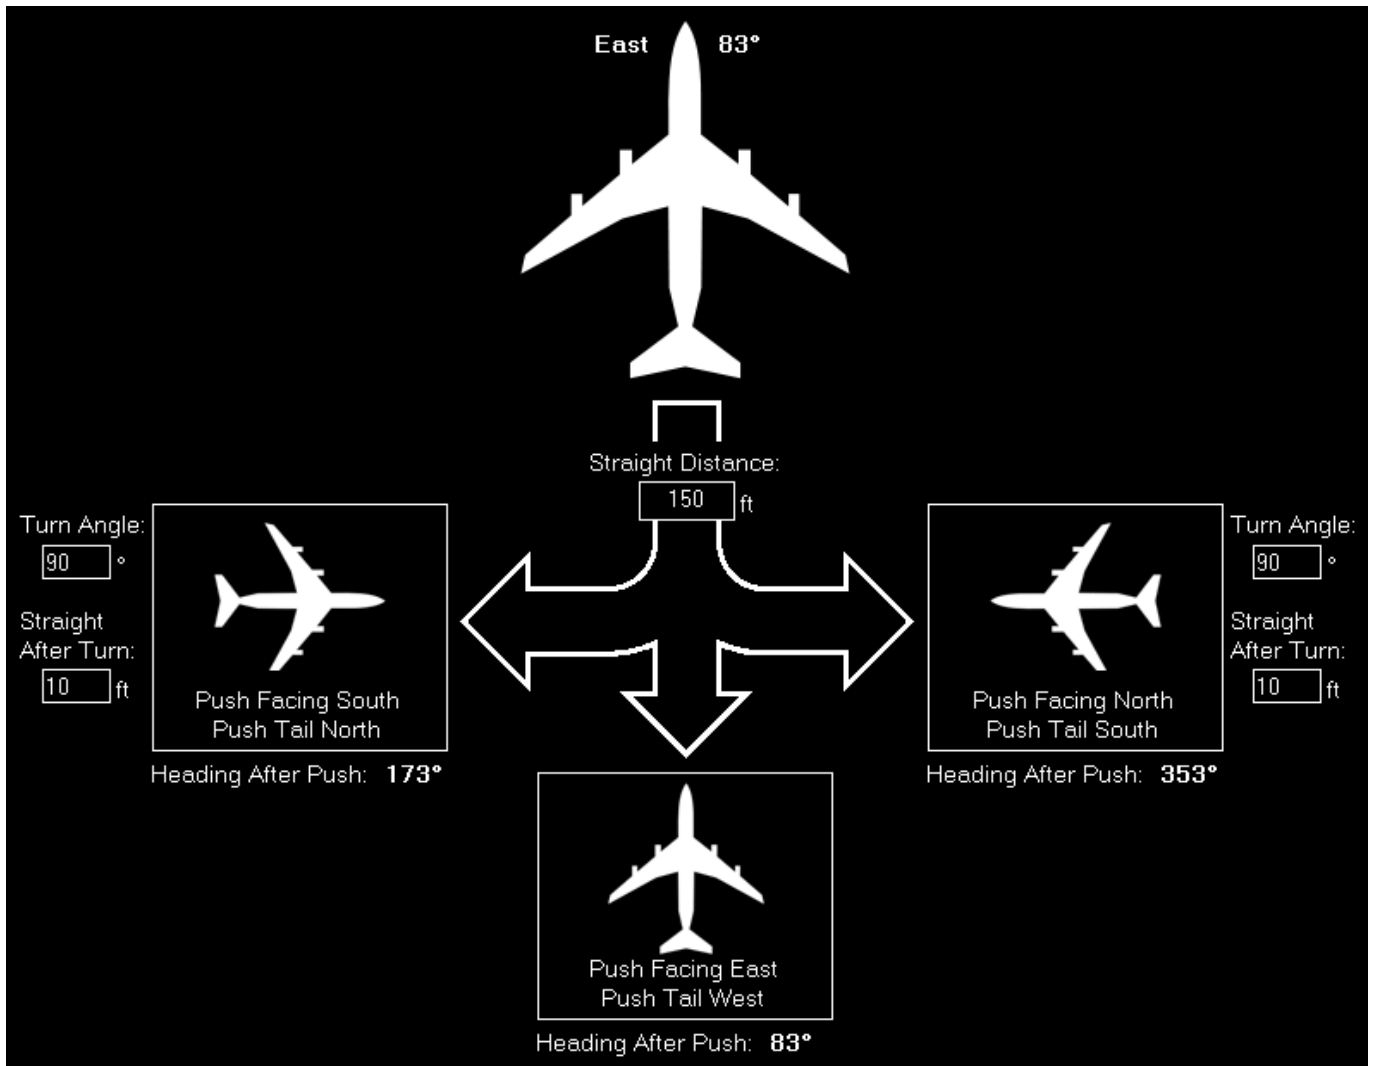 East 83°
Straight Distance:
150 ft
Turn Angle:
90 °
Straight
After Turn:
10 ft
Push Facing South
Push Tail North
Heading After Push: 173°
Turn Angle:
90 °
Straight
After Turn:
10 ft
Push Facing North
Push Tail South
Heading After Push: 353°
Push Facing East
Push Tail West
Heading After Push: 83°